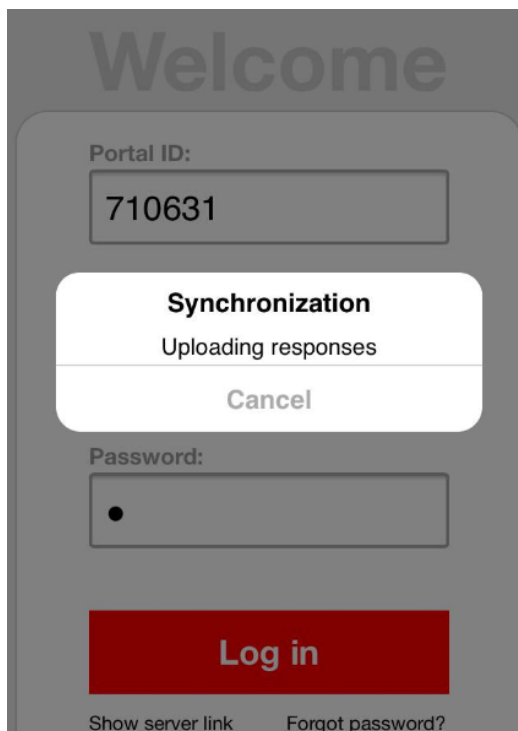 Welcome
Portal ID:
710631
Synchronization
Uploading responses
Cancel
Password:
●
Log in
Show server link Forgot password?